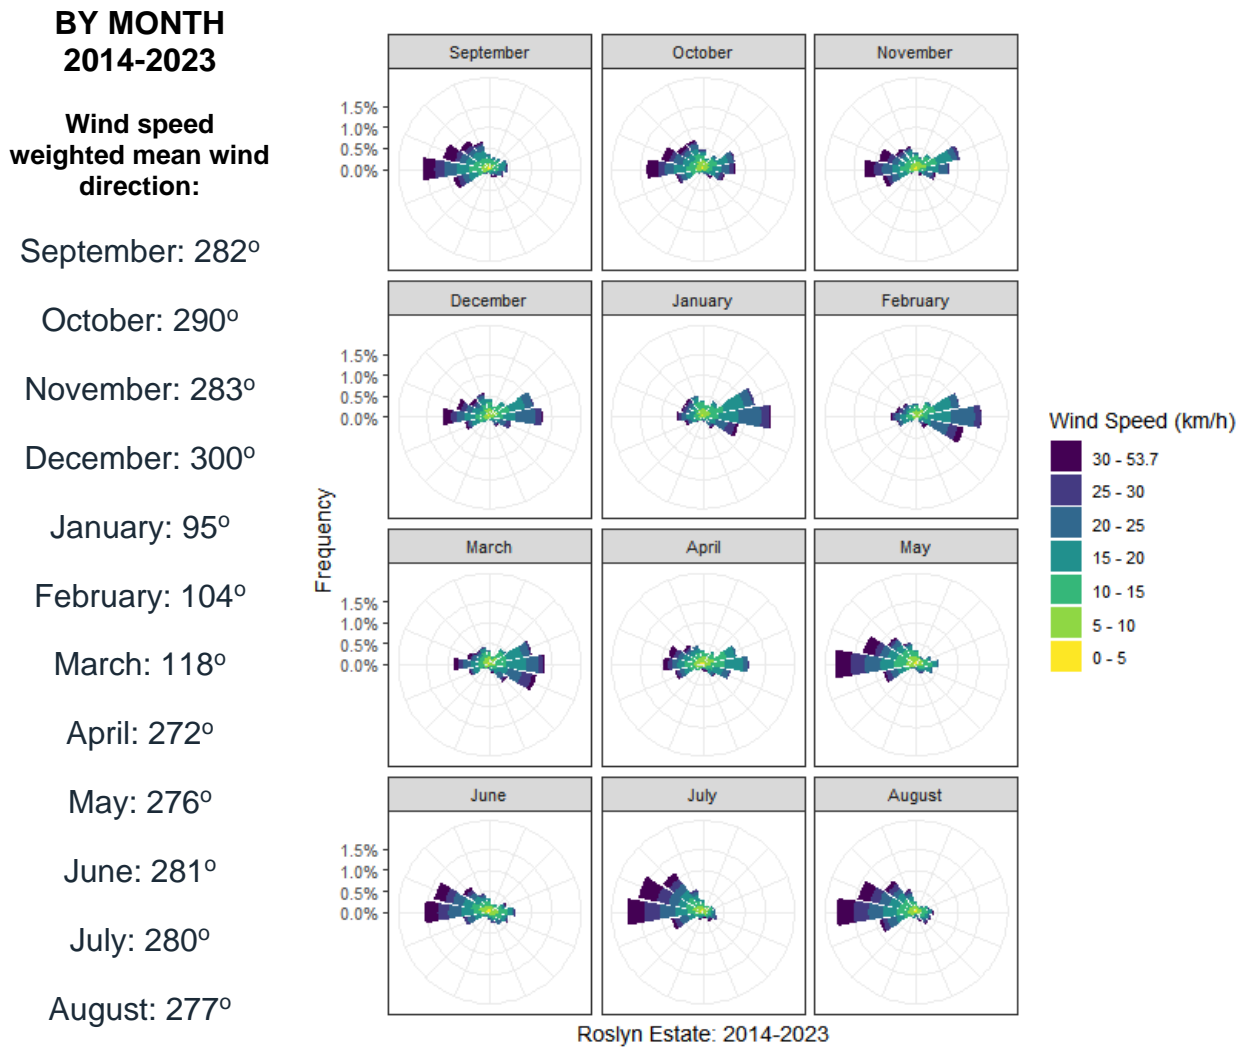 BY MONTH
2014-2023
Wind speed
weighted mean wind
direction:
September: 282º
October: 290º
November: 283º
December: 300º
January: 95º
February: 104º
March: 118º
April: 272º
May: 276º
June: 281º
July: 280º
August: 277º
Frequency
September
October
November
1.5%
1.0%
0.5%
0.0%
December
January
February
1.5%
1.0%
0.5%
0.0%
March
April
May
1.5%
1.0%
0.5%
0.0%
June
July
August
1.5%
1.0%
0.5%
0.0%
Roslyn Estate: 2014-2023
Wind Speed (km/h)
30 - 53.7
25 - 30
20 - 25
15 - 20
10 - 15
5 - 10
0 - 5